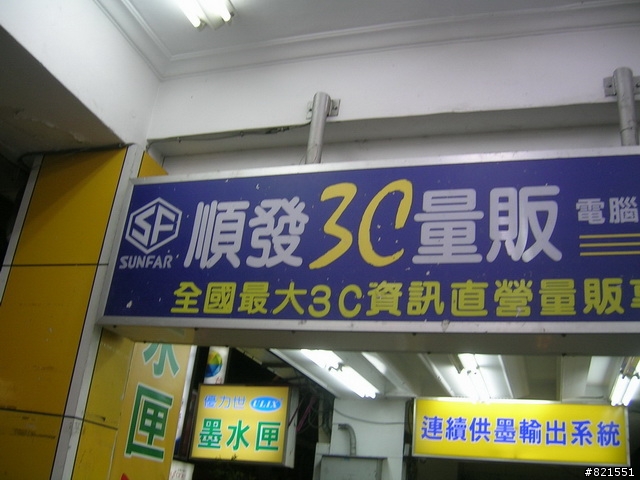 SF
SUNFAR
順發3C量販
電腦
全國最大3C資訊直營量販
水
匣
優力世
墨水匣
連續供墨輸出系統
#821551